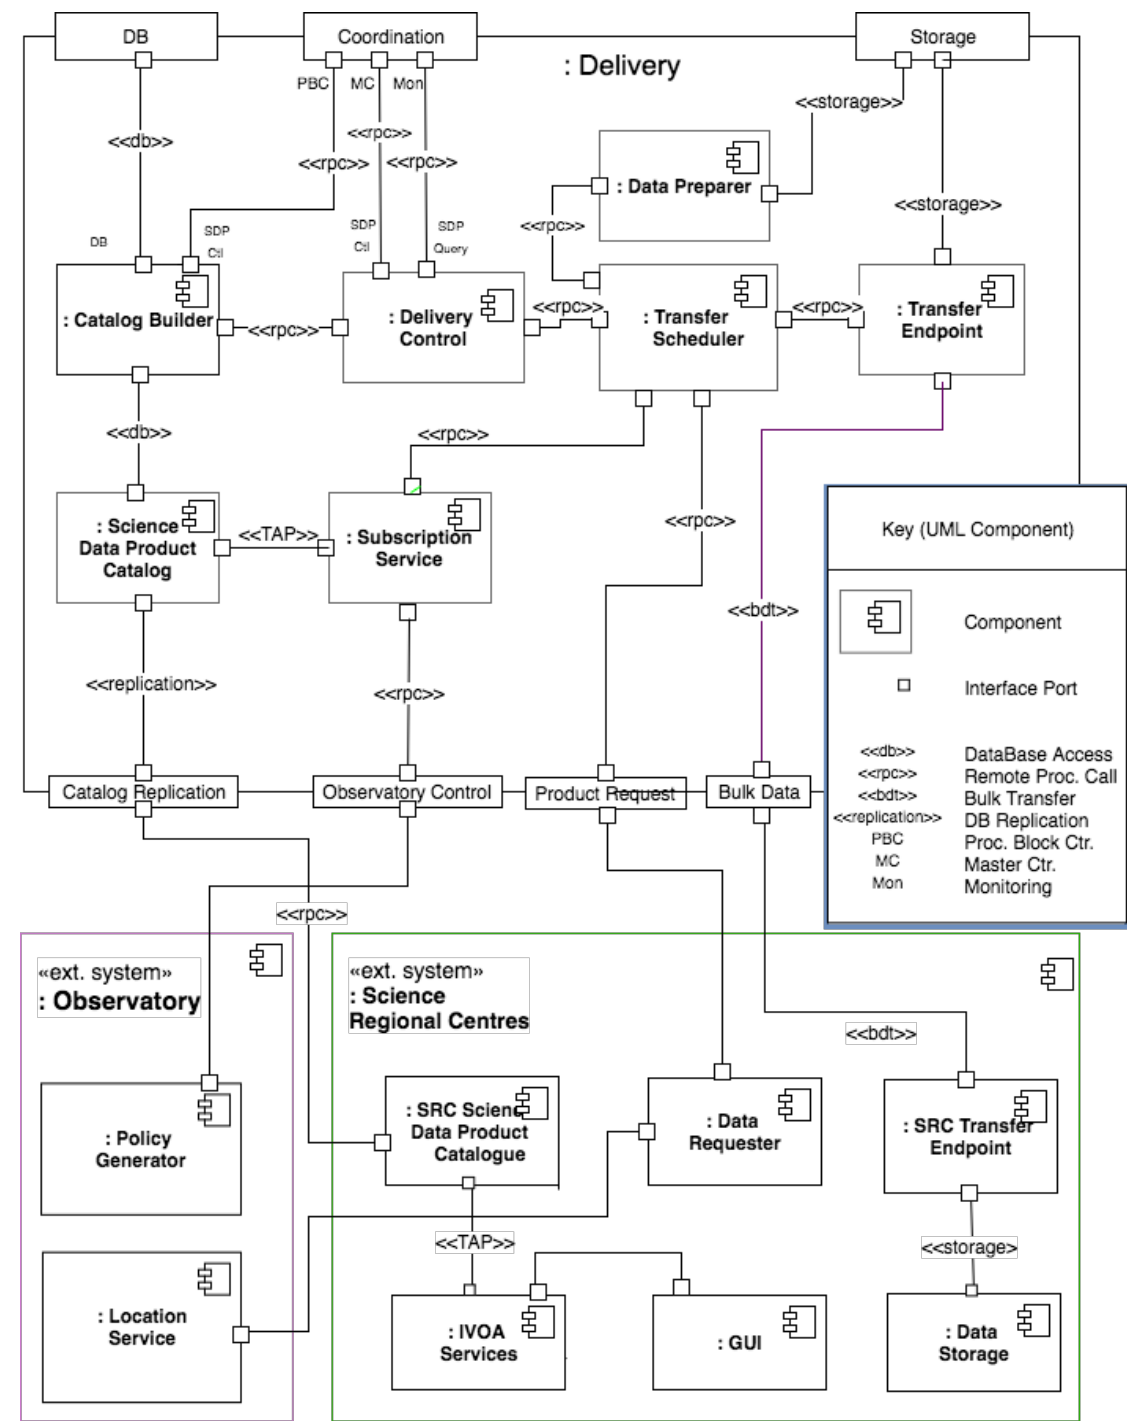 DB
Coordination
Storage
: Delivery
PBC
MC
Mon
<<storage>>
<<db>>
<<rpc>>
<<rpc>>
<<rpc>>
: Data Preparer
<<storage>>
<<rpc>>
DB
SDP
Ctl
SDP
Ctl
SDP
Query
: Catalog Builder
<<rpc>>
: Delivery
Control
<<rpc>>
: Transfer
Scheduler
<<rpc>>
: Transfer
Endpoint
<<db>>
<<rpc>>
: Science
Data Product
Catalog
<<TAP>>
: Subscription
Service
<<rpc>>
<<bdt>>
<<replication>>
<<rpc>>
Catalog Replication
Observatory Control
Product Request
Bulk Data
Key (UML Component)
Component
Interface Port
<<db>> DataBase Access
<<rpc>> Remote Proc. Call
<<bdt>> Bulk Transfer
<<replication>> DB Replication
PBC Proc. Block Ctr.
MC Master Ctr.
Mon Monitoring
<<rpc>>
«ext. system»
: Observatory
«ext. system»
: Science
Regional Centres
<<bdt>>
: Policy
Generator
: SRC Scienc
Data Product
Catalogue
: Data
Requester
: SRC Transfer
Endpoint
<<TAP>>
<<storage>
: Location
Service
: IVOA
Services
: GUI
: Data
Storage